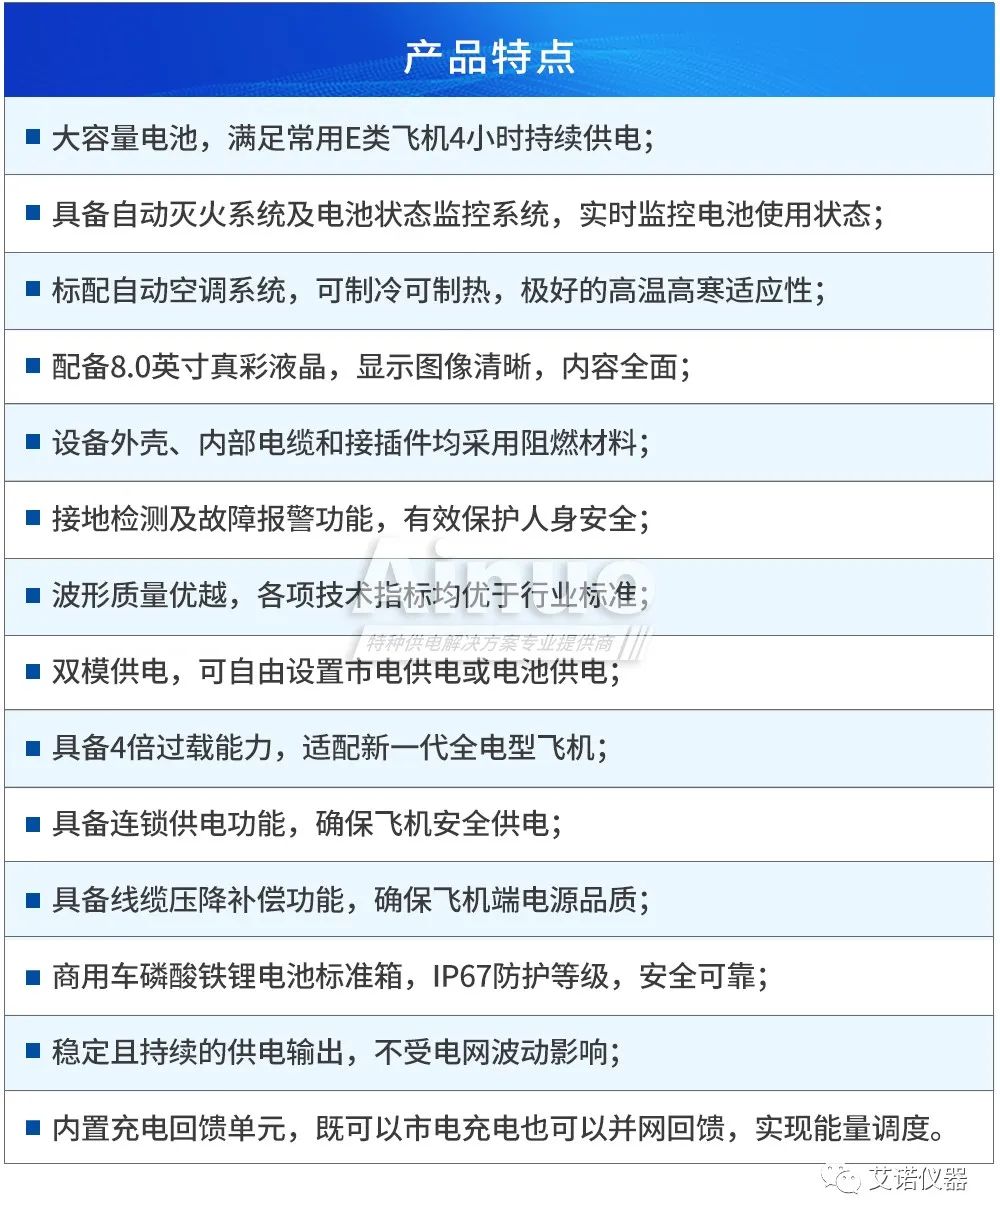 产品特点
大容量电池，满足常用E类飞机4小时持续供电；
具备自动灭火系统及电池状态监控系统，实时监控电池使用状态；
标配自动空调系统，可制冷可制热，极好的高温高寒适应性；
配备8.0英寸真彩液晶，显示图像清晰，内容全面；
设备外壳、内部电缆和接插件均采用阻燃材料；
接地检测及故障报警功能，有效保护人身安全；
波形质量优越，各项技术指标均优于行业标准；
Ainuo
特种供电解决方案专业提供商
双模供电，可自由设置市电供电或电池供电；
具备4倍过载能力，适配新一代全电型飞机；
具备连锁供电功能，确保飞机安全供电；
具备线缆压降补偿功能，确保飞机端电源品质；
商用车磷酸铁锂电池标准箱，IP67防护等级，安全可靠；
稳定且持续的供电输出，不受电网波动影响；
内置充电回馈单元，既可以市电充电也可以并网回馈，实现能量调度。
艾诺仪器